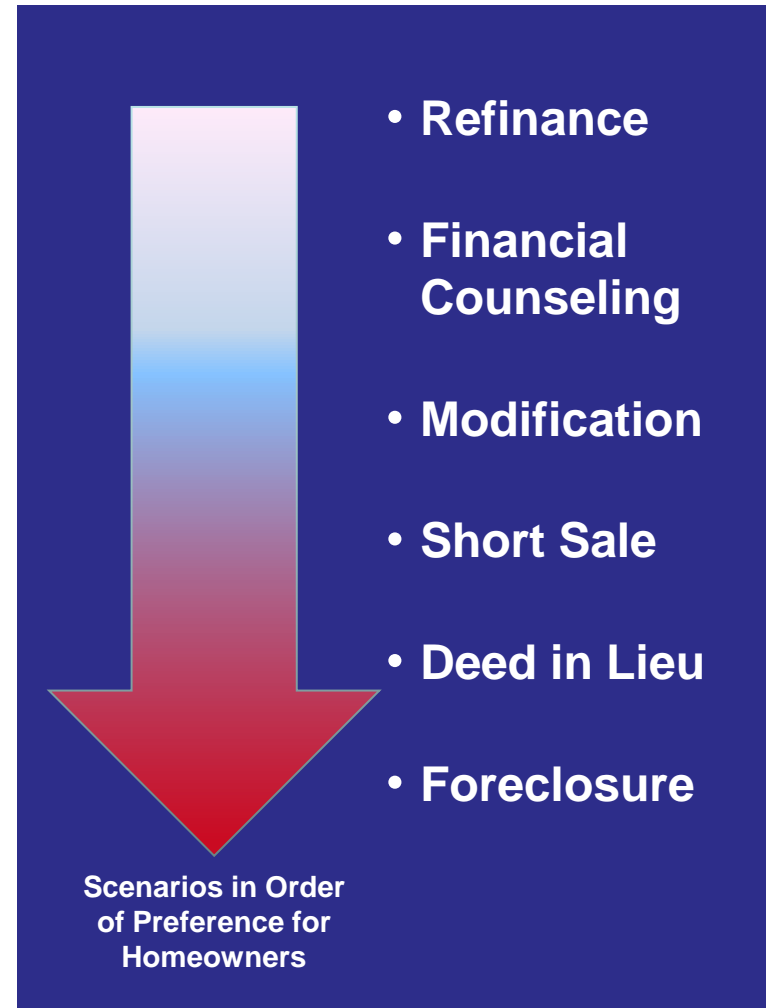 • Refinance
• Financial
Counseling
• Modification
• Short Sale
• Deed in Lieu
• Foreclosure
Scenarios in Order
of Preference for
Homeowners